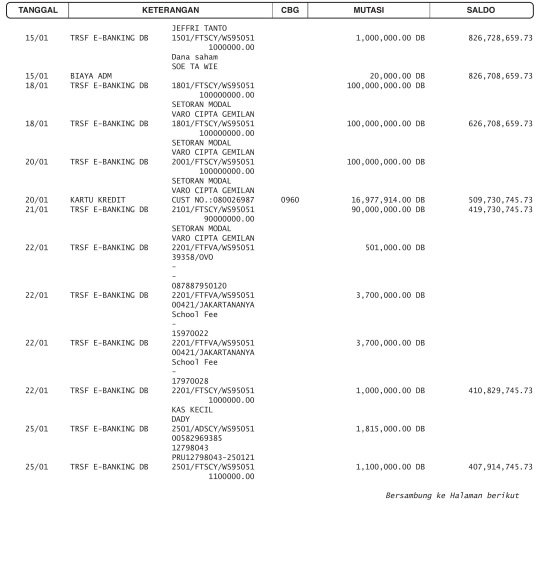 TANGGAL KETERANGAN CBG MUTASI SALDO
JEFFRI TANTO
15/01 TRSF E-BANKING DB 1501/FTSCY/WS95051 1,000,000.00 DB 826,728,659.73
1000000.00
Dana saham
SOE TA WIE
15/01 BIAYA ADM 20,000.00 DB 826,708,659.73
18/01 TRSF E-BANKING DB 1801/FTSCY/WS95051 100,000,000.00 DB
100000000.00
SETORAN MODAL
VARO CIPTA GEMILAN
18/01 TRSF E-BANKING DB 1801/FTSCY/WS95051 100,000,000.00 DB 626,708,659.73
100000000.00
SETORAN MODAL
VARO CIPTA GEMILAN
20/01 TRSF E-BANKING DB 2001/FTSCY/WS95051 100,000,000.00 DB
100000000.00
SETORAN MODAL
VARO CIPTA GEMILAN
20/01 KARTU KREDIT CUST NO.:080026987 0960 16,977,914.00 DB 509,730,745.73
21/01 TRSF E-BANKING DB 2101/FTSCY/WS95051 90,000,000.00 DB 419,730,745.73
90000000.00
SETORAN MODAL
VARO CIPTA GEMILAN
22/01 TRSF E-BANKING DB 2201/FTFVA/WS95051 501,000.00 DB
39358/OVO
-
-
087887950120
22/01 TRSF E-BANKING DB 2201/FTFVA/WS95051 3,700,000.00 DB
00421/JAKARTANANYA
School Fee
-
15970022
22/01 TRSF E-BANKING DB 2201/FTFVA/WS95051 3,700,000.00 DB
00421/JAKARTANANYA
School Fee
-
17970028
22/01 TRSF E-BANKING DB 2201/FTSCY/WS95051 1,000,000.00 DB 410,829,745.73
1000000.00
KAS KECIL
DADY
25/01 TRSF E-BANKING DB 2501/ADSCY/WS95051 1,815,000.00 DB
00582969385
12798043
PRU12798043-250121
25/01 TRSF E-BANKING DB 2501/FTSCY/WS95051 1,100,000.00 DB 407,914,745.73
1100000.00
Bersambung ke Halaman berikut